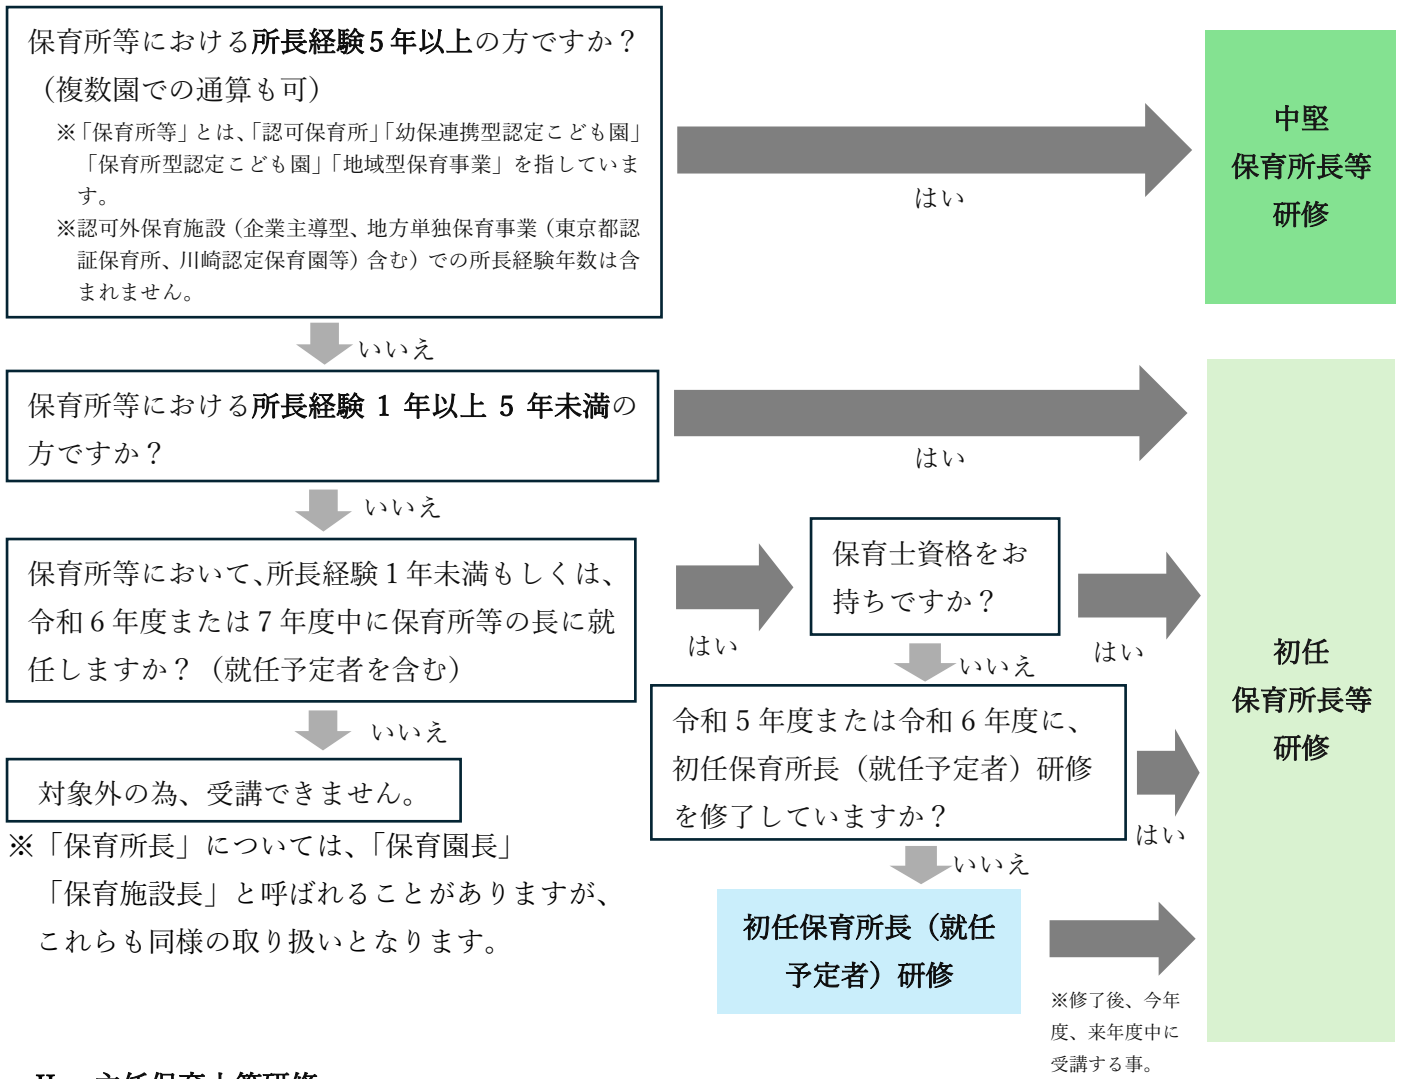 保育所等における所長経験5年以上の方ですか？
（複数園での通算も可）
※「保育所等」とは、「認可保育所」「幼保連携型認定こども園」
「保育所型認定こども園」「地域型保育事業」を指していま
す。
※認可外保育施設（企業主導型、地方単独保育事業（東京都認
証保育所、川崎認定保育園等）含む）での所長経験年数は含
まれません。
はい
中堅
保育所長等
研修
いいえ
保育所等における所長経験 1 年以上 5 年未満の
方ですか？
はい
いいえ
保育所等において、所長経験1年未満もしくは、
令和6年度または7年度中に保育所等の長に就
任しますか？（就任予定者を含む）
はい
保育士資格をお
持ちですか？
はい
いいえ
令和5年度または令和6年度に、
初任保育所長（就任予定者）研修
を修了していますか？
はい
初任
保育所長等
研修
いいえ
対象外の為、受講できません。
※「保育所長」については、「保育園長」
「保育施設長」と呼ばれることがありますが、
これらも同様の取り扱いとなります。
いいえ
初任保育所長（就任
予定者）研修
※修了後、今年
度、来年度中に
受講する事。